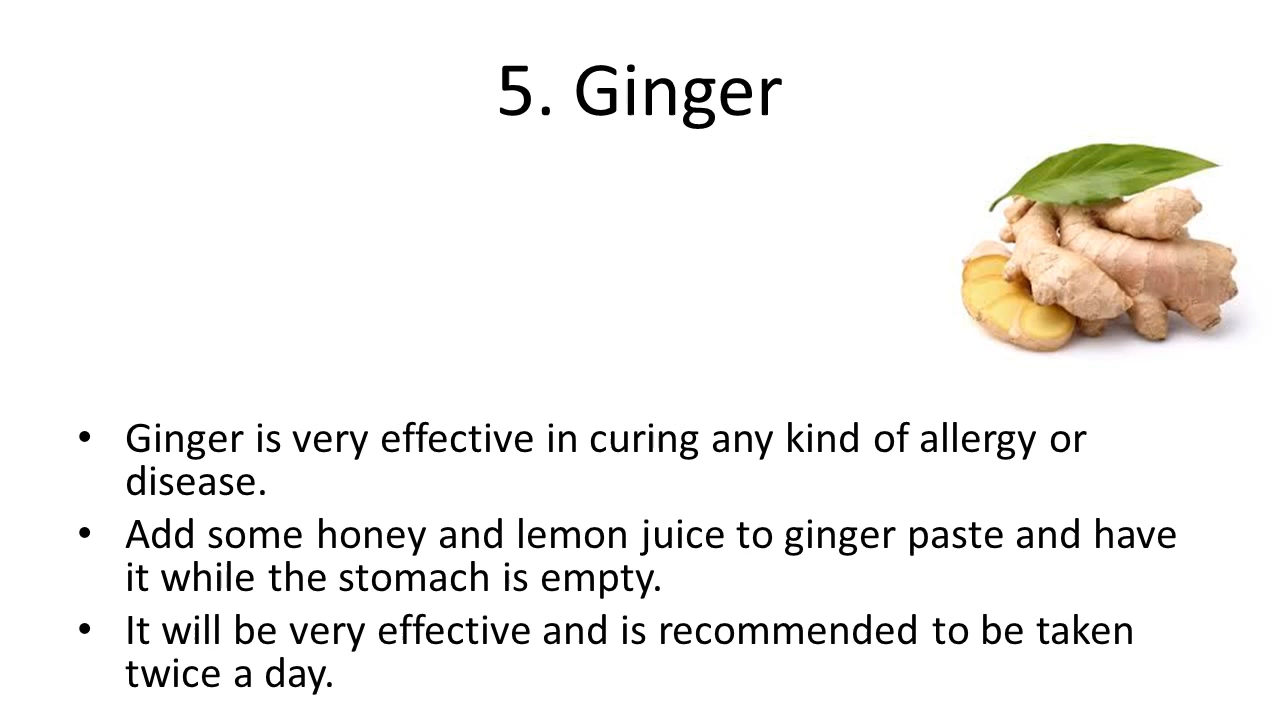 5. Ginger
• Ginger is very effective in curing any kind of allergy or
disease.
• Add some honey and lemon juice to ginger paste and have
it while the stomach is empty.
• It will be very effective and is recommended to be taken
twice a day.